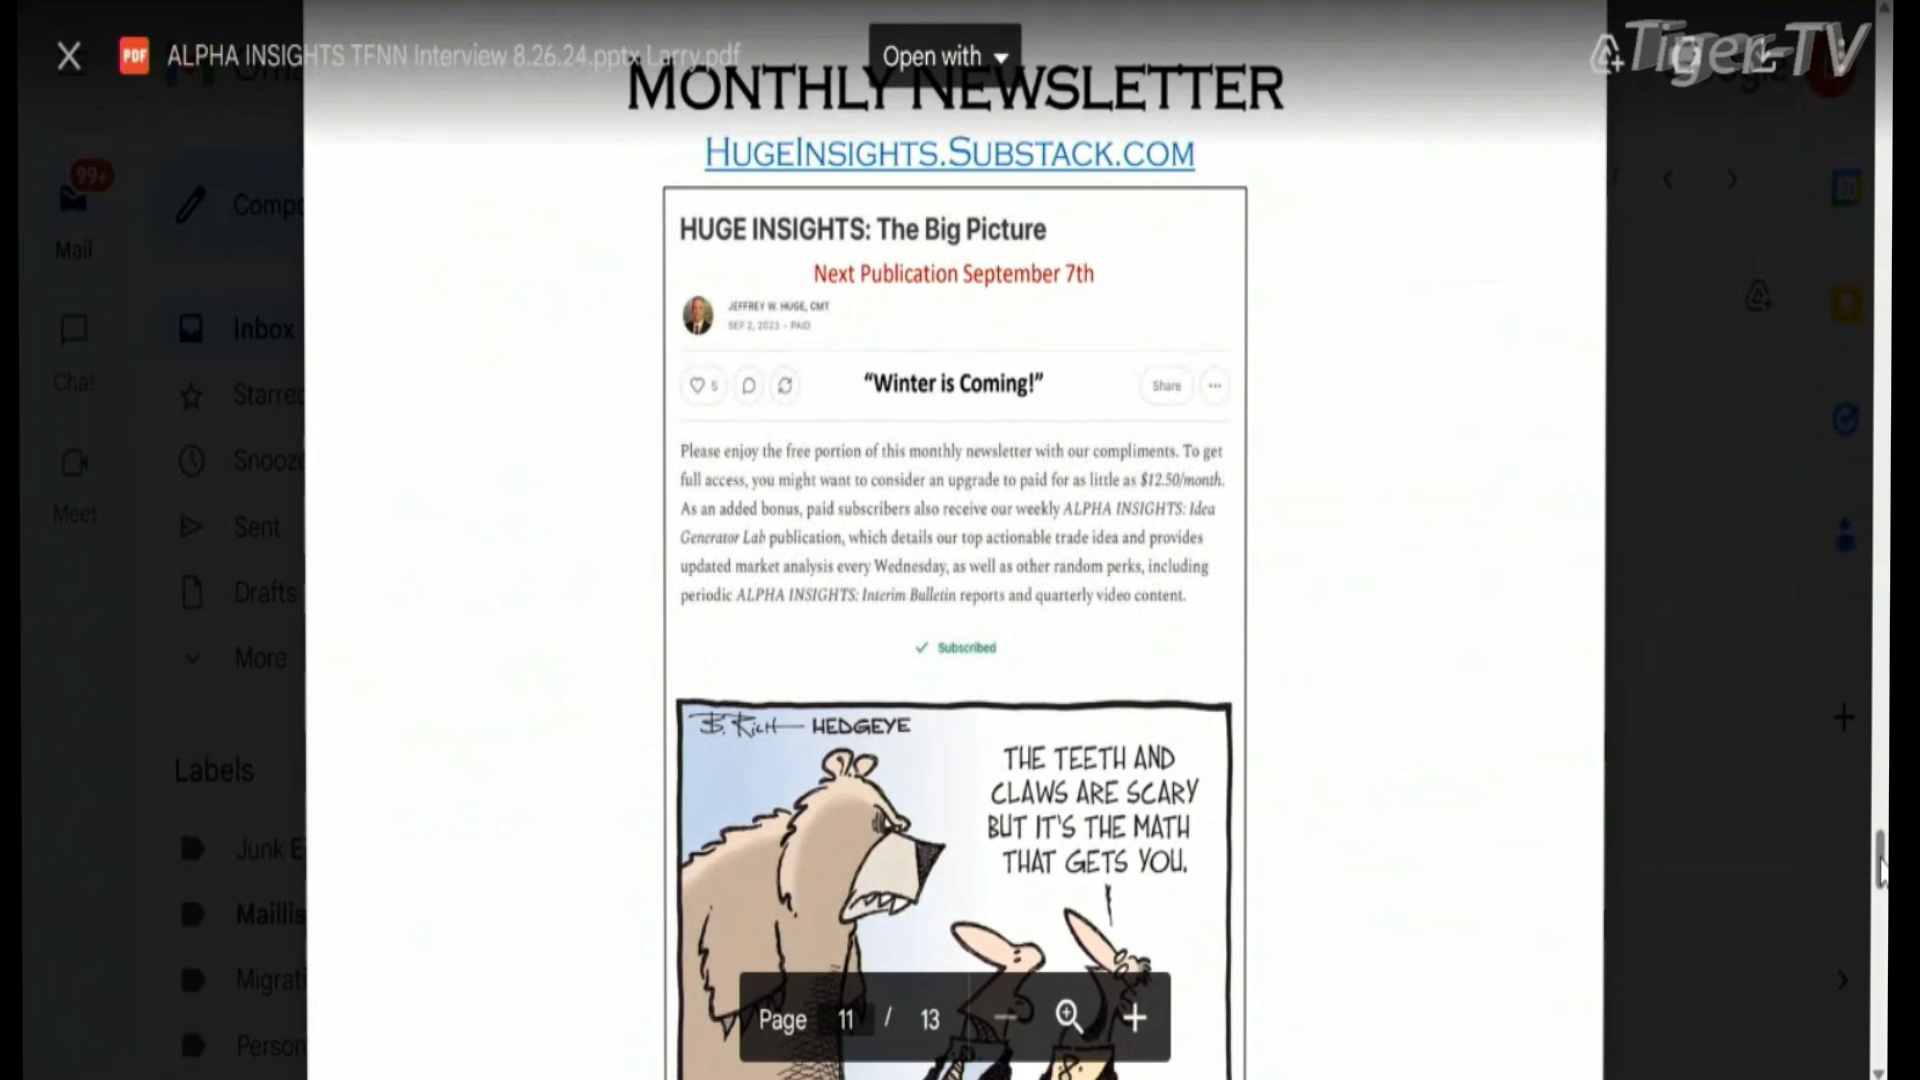 ALPHA INSIGHTS TFNN Interview 8.26.24.pptx Larry.pdf
Open with
Tiger-TV
MONTHLY NEWSLETTER
HUGEINSIGHTS.SUBSTACK.COM
99+
Mail
Chat
Meet
Inbox
Sent
Drafts
More
Labels
HUGE INSIGHTS: The Big Picture
Next Publication September 7th
JEFFREY W. HUGE, CMT
SEP 2, 2023 • PAID
6
“Winter is Coming!”
Share
Please enjoy the free portion of this monthly newsletter with our compliments. To get
full access, you might want to consider an upgrade to paid for as little as $12.50/month.
As an added bonus, paid subscribers also receive our weekly ALPHA INSIGHTS: Idea
Generator Lab publication, which details our top actionable trade idea and provides
updated market analysis every Wednesday, as well as other random perks, including
periodic ALPHA INSIGHTS: Interim Bulletin reports and quarterly video content.
Subscribed
B. Rich HEDGEYE
THE TEETH AND
CLAWS ARE SCARY
BUT IT'S THE MATH
THAT GETS YOU.
Page 11 / 13